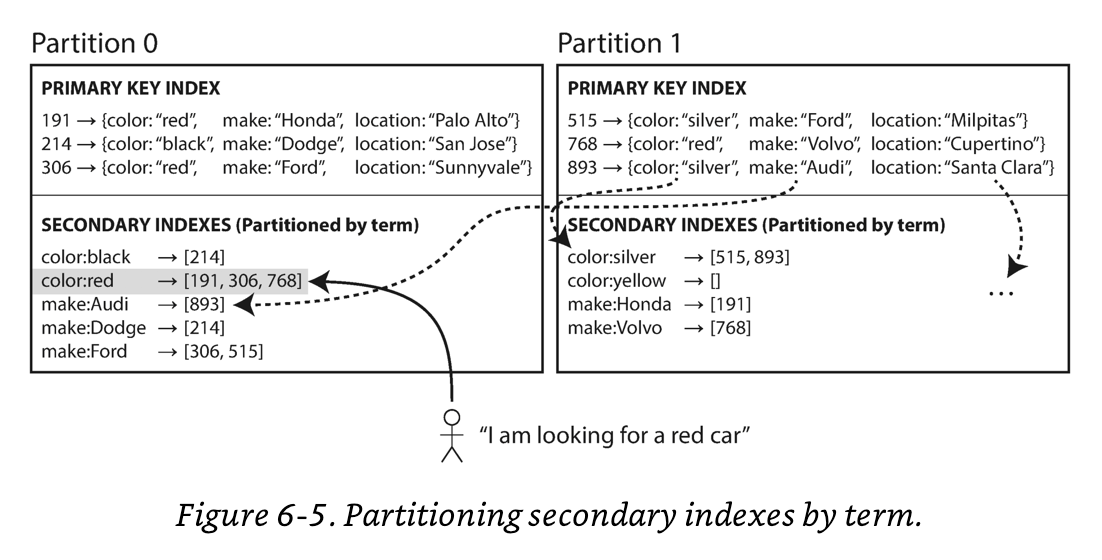 Partition 0
PRIMARY KEY INDEX
191 → {color: “red”, make: “Honda”, location: “Palo Alto”}
214 → {color: “black”, make: “Dodge”, location: “San Jose”}
306 → {color: “red”, make: “Ford”, location: “Sunnyvale”}
SECONDARY INDEXES (Partitioned by term)
color:black → [214]
color:red → [191, 306, 768]
make:Audi → [893]
make:Dodge → [214]
make:Ford → [306, 515]
Partition 1
PRIMARY KEY INDEX
515 → {color: “silver”, make: “Ford”, location: “Milpitas”}
768 → {color: “red”, make: “Volvo”, location: “Cupertino”}
893 → {color: “silver”, make: “Audi”, location: “Santa Clara”}
SECONDARY INDEXES (Partitioned by term)
color:silver → [515, 893]
color:yellow → []
make:Honda → [191]
make:Volvo → [768]
...
“I am looking for a red car”
Figure 6-5. Partitioning secondary indexes by term.